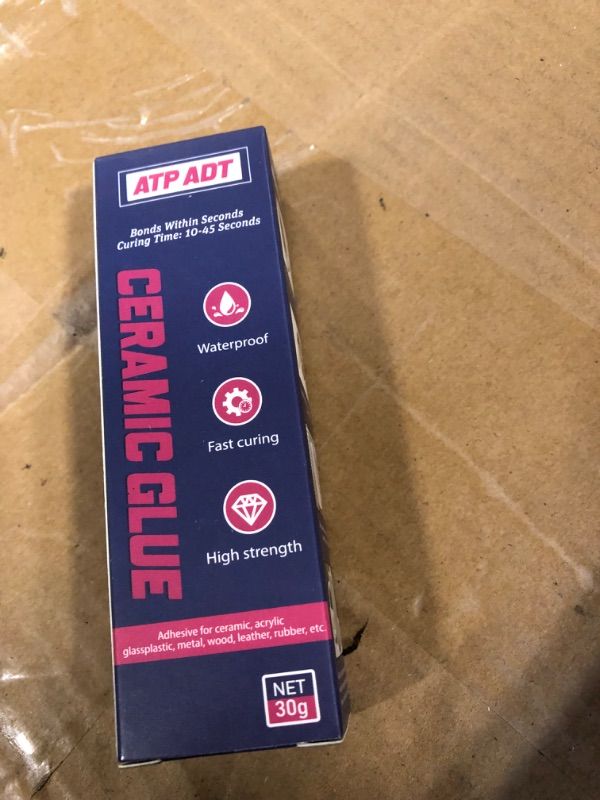 ATP ADT
Bonds Within Seconds
Curing Time: 10-45 Seconds
CERAMIC GLUE
Waterproof
Fast curing
High strength
Adhesive for ceramic, acrylic
glassplastic, metal, wood, leather, rubber, etc.
NET
30g